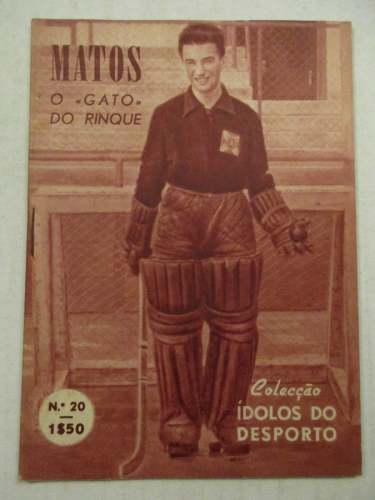 MATOS
O «GATO»
DO RINQUE
Colecção
ÍDOLOS DO
DESPORTO
N.º 20
1$50